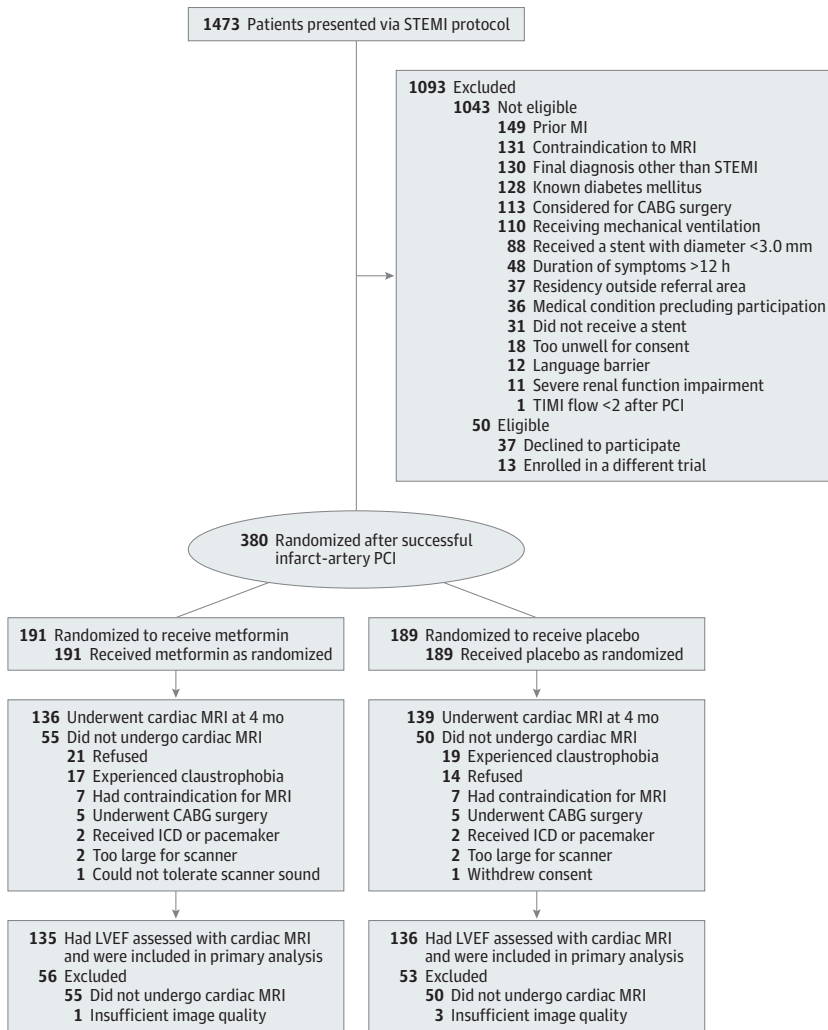 1473 Patients presented via STEMI protocol
1093 Excluded
1043 Not eligible
149 Prior MI
131 Contraindication to MRI
130 Final diagnosis other than STEMI
128 Known diabetes mellitus
113 Considered for CABG surgery
110 Receiving mechanical ventilation
88 Received a stent with diameter <3.0 mm
48 Duration of symptoms >12 h
37 Residency outside referral area
36 Medical condition precluding participation
31 Did not receive a stent
18 Too unwell for consent
12 Language barrier
11 Severe renal function impairment
1 TIMI flow <2 after PCI
50 Eligible
37 Declined to participate
13 Enrolled in a different trial
380 Randomized after successful
infarct-artery PCI
191 Randomized to receive metformin
191 Received metformin as randomized
189 Randomized to receive placebo
189 Received placebo as randomized
136 Underwent cardiac MRI at 4 mo
55 Did not undergo cardiac MRI
21 Refused
17 Experienced claustrophobia
7 Had contraindication for MRI
5 Underwent CABG surgery
2 Received ICD or pacemaker
2 Too large for scanner
1 Could not tolerate scanner sound
139 Underwent cardiac MRI at 4 mo
50 Did not undergo cardiac MRI
19 Experienced claustrophobia
14 Refused
7 Had contraindication for MRI
5 Underwent CABG surgery
2 Received ICD or pacemaker
2 Too large for scanner
1 Withdrew consent
135 Had LVEF assessed with cardiac MRI
and were included in primary analysis
56 Excluded
55 Did not undergo cardiac MRI
1 Insufficient image quality
136 Had LVEF assessed with cardiac MRI
and were included in primary analysis
53 Excluded
50 Did not undergo cardiac MRI
3 Insufficient image quality